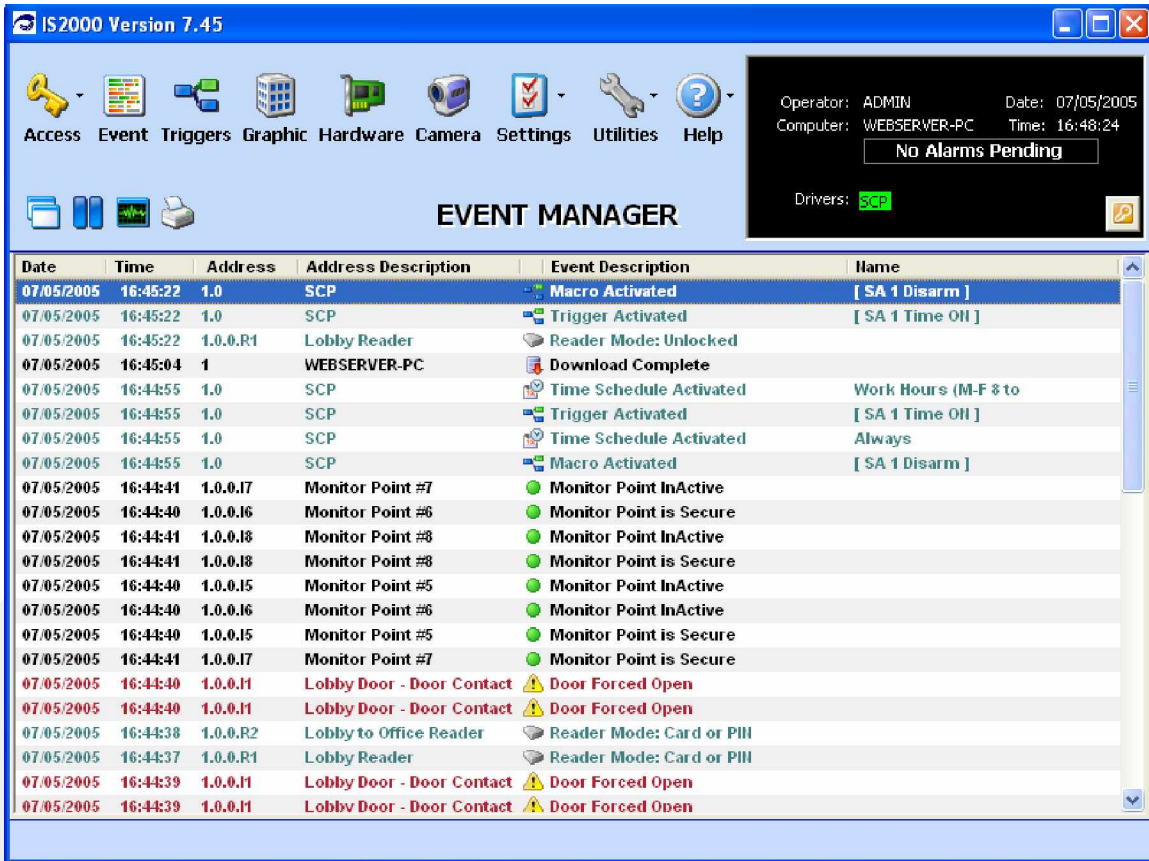 IS2000 Version 7.45
Access Event Triggers Graphic Hardware Camera Settings Utilities Help
Operator: ADMIN Date: 07/05/2005
Computer: WEBSERVER-PC Time: 16:48:24
No Alarms Pending
Drivers: SCP
EVENT MANAGER
Date Time Address Address Description Event Description Name
07/05/2005 16:45:22 1.0 SCP Macro Activated [ SA 1 Disarm ]
07/05/2005 16:45:22 1.0 SCP Trigger Activated [ SA 1 Time ON ]
07/05/2005 16:45:22 1.0.0.R1 Lobby Reader Reader Mode: Unlocked
07/05/2005 16:45:04 1 WEBSERVER-PC Download Complete
07/05/2005 16:44:55 1.0 SCP Time Schedule Activated Work Hours (M-F 8 to
07/05/2005 16:44:55 1.0 SCP Trigger Activated [ SA 1 Time ON ]
07/05/2005 16:44:55 1.0 SCP Time Schedule Activated Always
07/05/2005 16:44:55 1.0 SCP Macro Activated [ SA 1 Disarm ]
07/05/2005 16:44:41 1.0.0.I7 Monitor Point #7 Monitor Point InActive
07/05/2005 16:44:40 1.0.0.I6 Monitor Point #6 Monitor Point is Secure
07/05/2005 16:44:41 1.0.0.I8 Monitor Point #8 Monitor Point InActive
07/05/2005 16:44:41 1.0.0.I8 Monitor Point #8 Monitor Point is Secure
07/05/2005 16:44:40 1.0.0.I5 Monitor Point #5 Monitor Point InActive
07/05/2005 16:44:40 1.0.0.I6 Monitor Point #6 Monitor Point InActive
07/05/2005 16:44:40 1.0.0.I5 Monitor Point #5 Monitor Point is Secure
07/05/2005 16:44:41 1.0.0.I7 Monitor Point #7 Monitor Point is Secure
07/05/2005 16:44:40 1.0.0.I1 Lobby Door - Door Contact Door Forced Open
07/05/2005 16:44:40 1.0.0.I1 Lobby Door - Door Contact Door Forced Open
07/05/2005 16:44:38 1.0.0.R2 Lobby to Office Reader Reader Mode: Card or PIN
07/05/2005 16:44:37 1.0.0.R1 Lobby Reader Reader Mode: Card or PIN
07/05/2005 16:44:39 1.0.0.I1 Lobby Door - Door Contact Door Forced Open
07/05/2005 16:44:39 1.0.0.I1 Lobby Door - Door Contact Door Forced Open